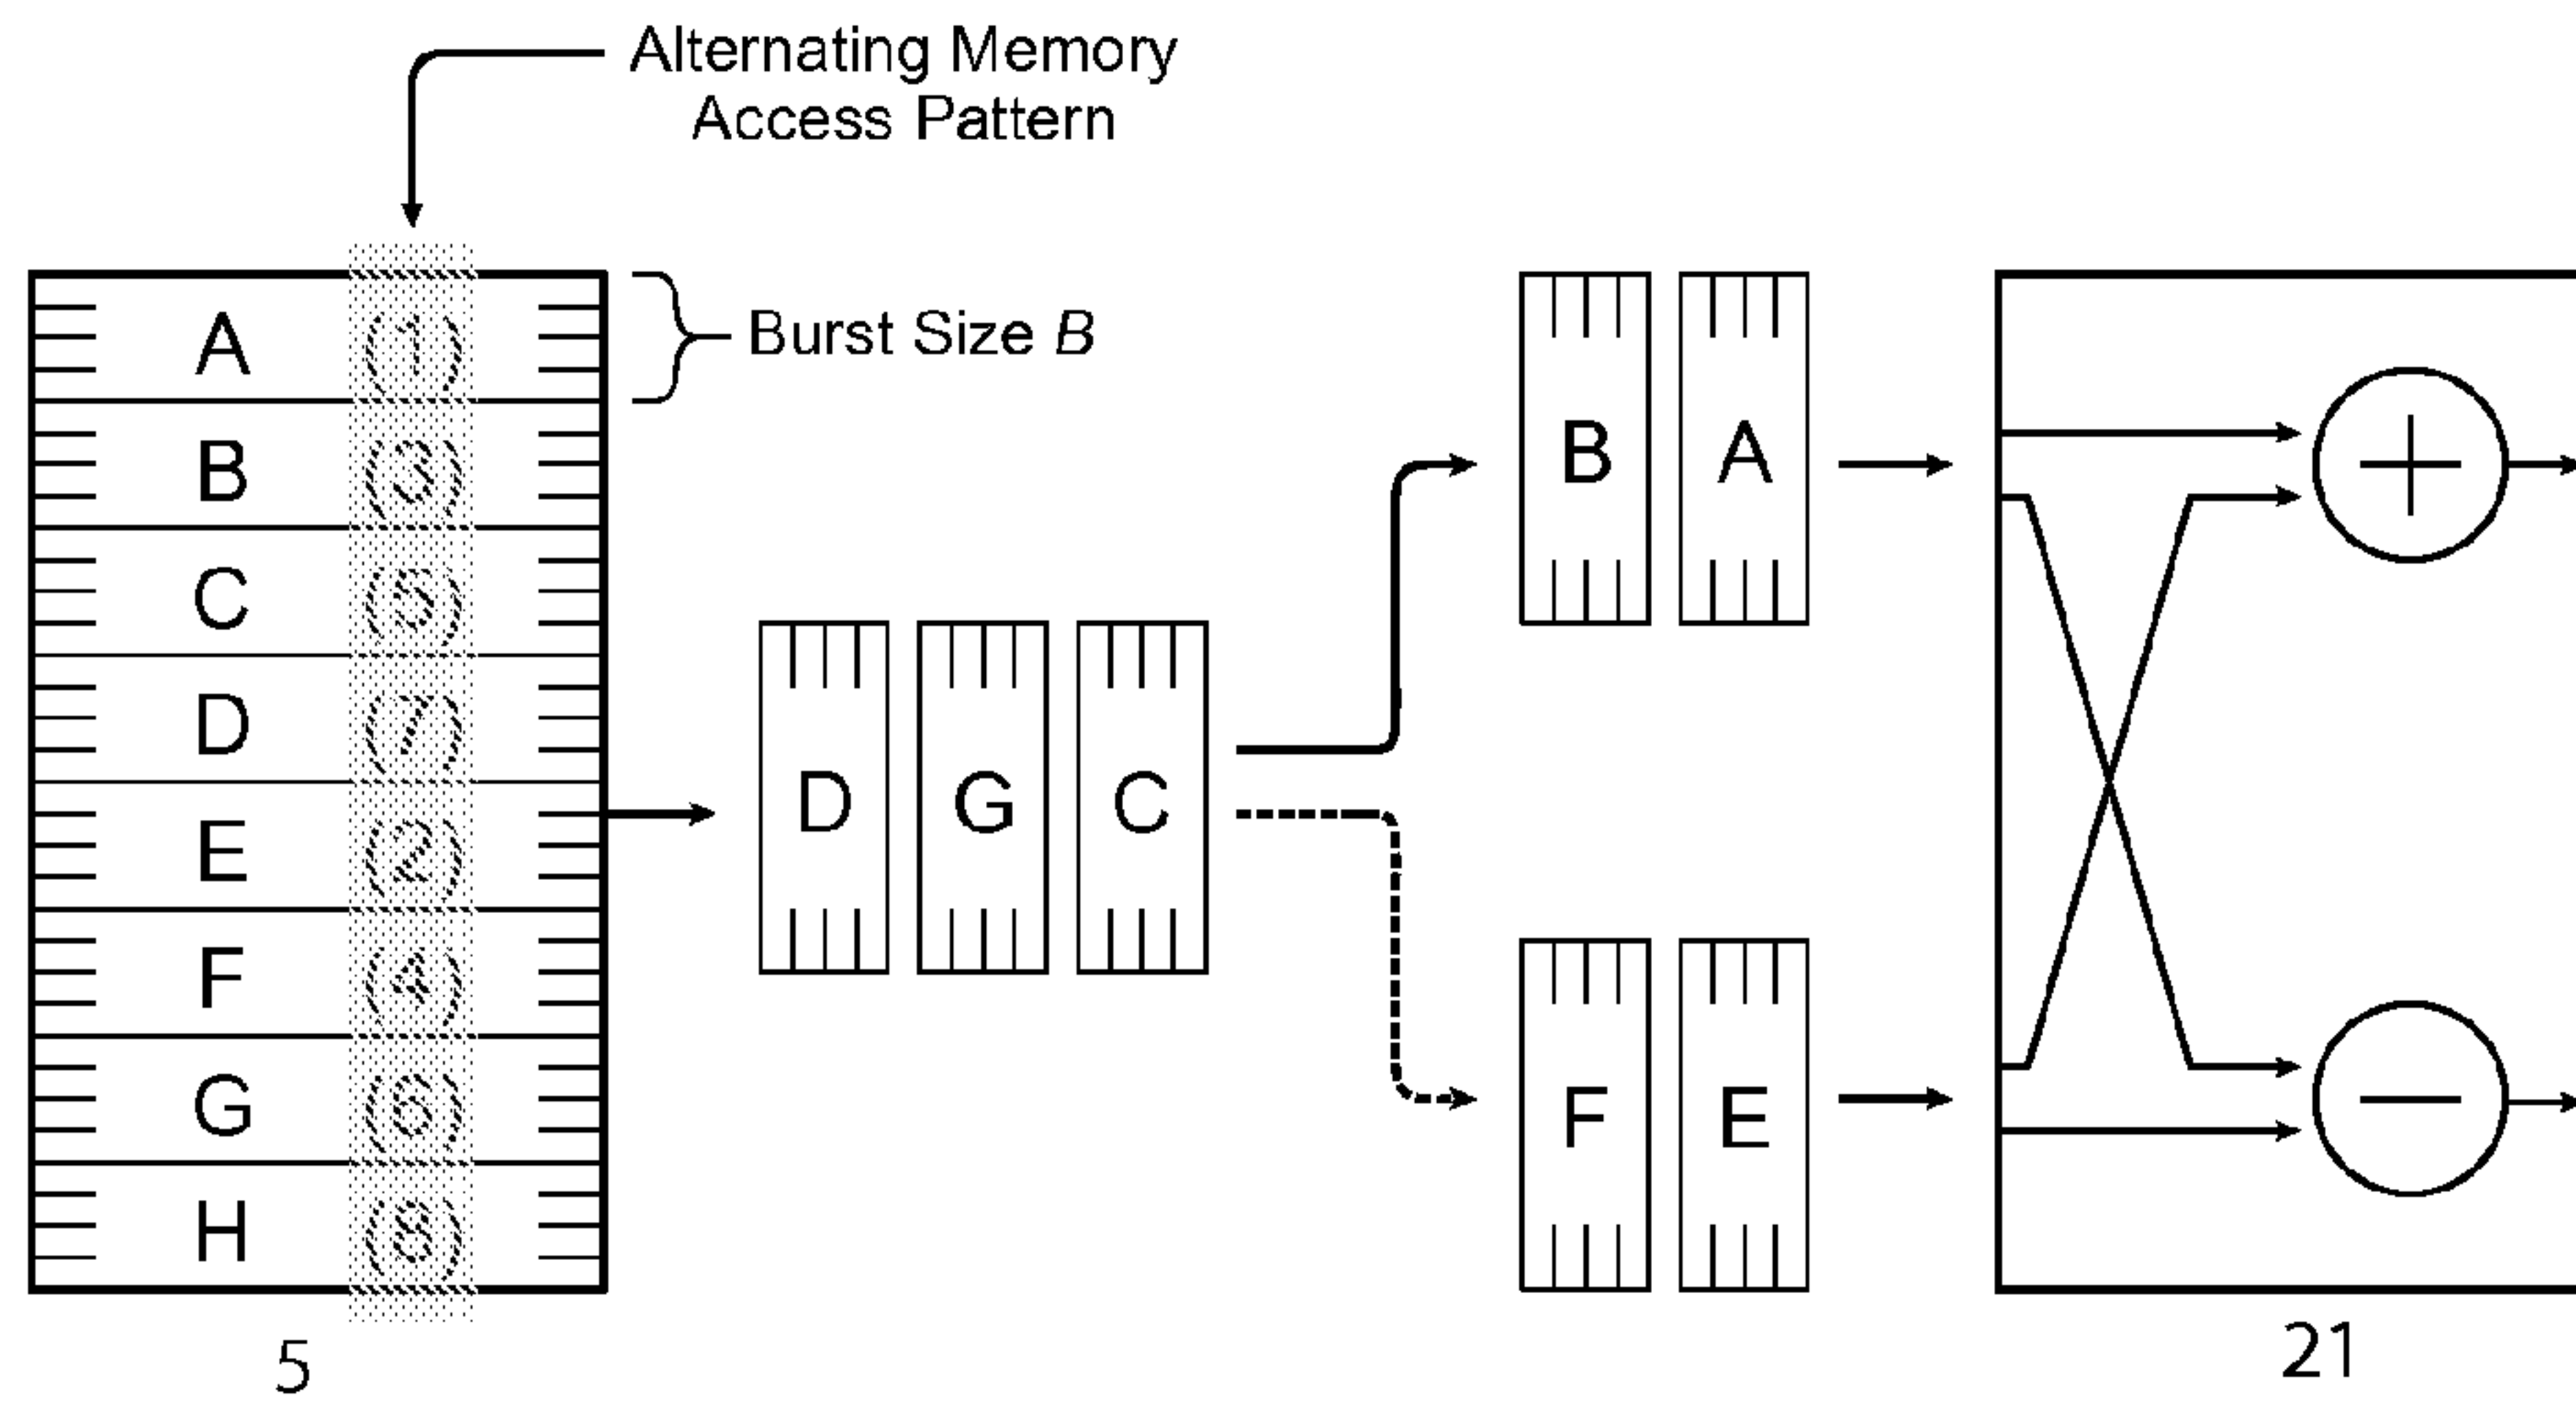 Alternating Memory
Access Pattern
A (1)
Burst Size B
B (3)
C (5)
D (7)
E (2)
F (4)
G (6)
H (8)
D G C
B A
F E
+
−
5
21